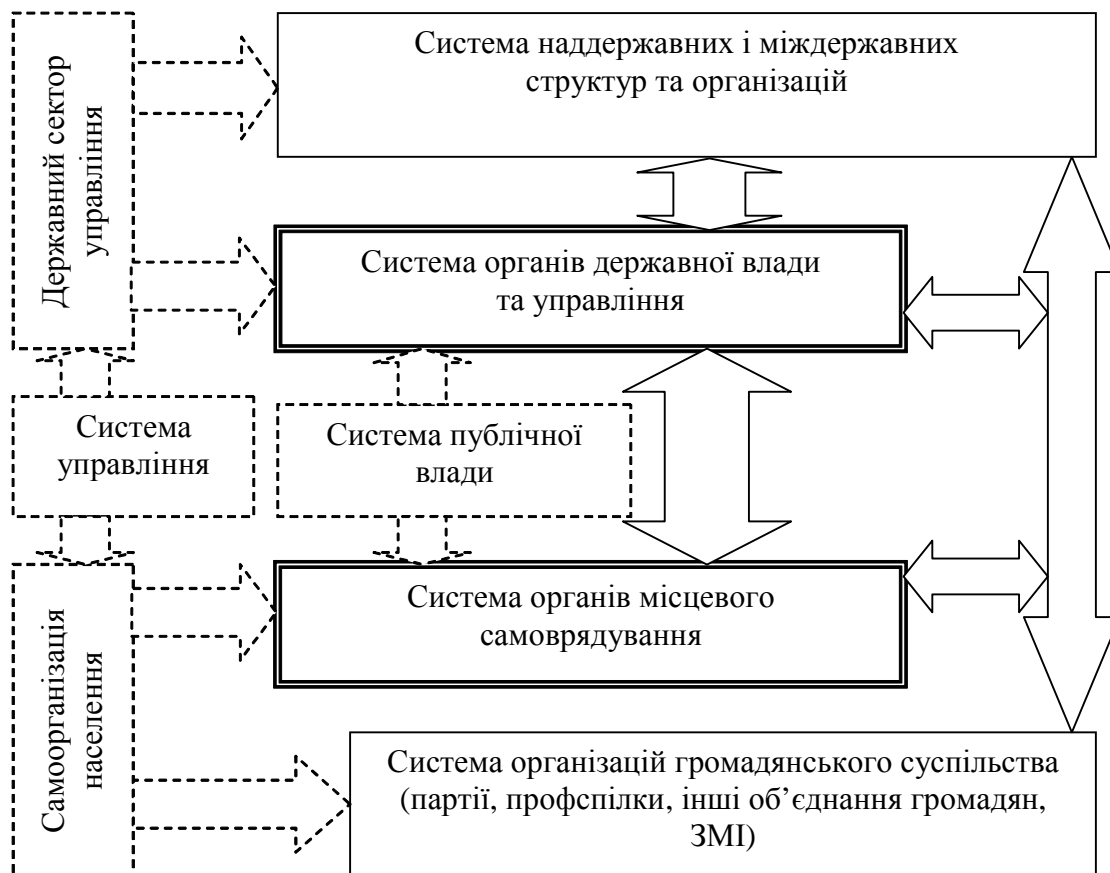 Державний сектор
управління
Система наддержавних і міждержавних
структур та організацій
Система органів державної влади
та управління
Система
управління
Система публічної
влади
Самоорганізація
населення
Система органів місцевого
самоврядування
Система організацій громадянського суспільства
(партії, профспілки, інші об’єднання громадян,
ЗМІ)